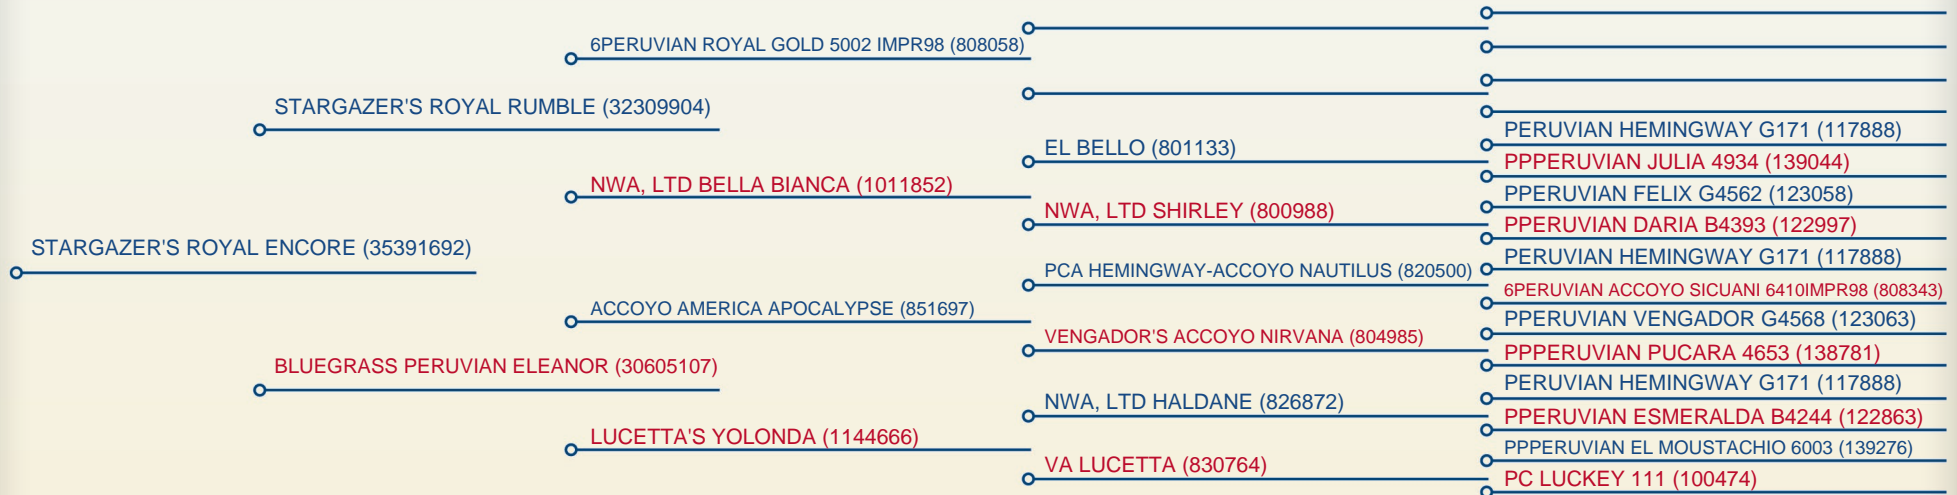 6PERUVIAN ROYAL GOLD 5002 IMPR98 (808058)
STARGAZER'S ROYAL RUMBLE (32309904)
PERUVIAN HEMINGWAY G171 (117888)
EL BELLO (801133)
PPPERUVIAN JULIA 4934 (139044)
NWA, LTD BELLA BIANCA (1011852)
PPERUVIAN FELIX G4562 (123058)
NWA, LTD SHIRLEY (800988)
PPERUVIAN DARIA B4393 (122997)
STARGAZER'S ROYAL ENCORE (35391692)
PERUVIAN HEMINGWAY G171 (117888)
PCA HEMINGWAY-ACCOYO NAUTILUS (820500)
6PERUVIAN ACCOYO SICUANI 6410IMPR98 (808343)
ACCOYO AMERICA APOCALYPSE (851697)
PPERUVIAN VENGADOR G4568 (123063)
VENGADOR'S ACCOYO NIRVANA (804985)
PPPERUVIAN PUCARA 4653 (138781)
BLUEGRASS PERUVIAN ELEANOR (30605107)
PERUVIAN HEMINGWAY G171 (117888)
NWA, LTD HALDANE (826872)
PPERUVIAN ESMERALDA B4244 (122863)
LUCETTA'S YOLONDA (1144666)
PPPERUVIAN EL MOUSTACHIO 6003 (139276)
VA LUCETTA (830764)
PC LUCKEY 111 (100474)